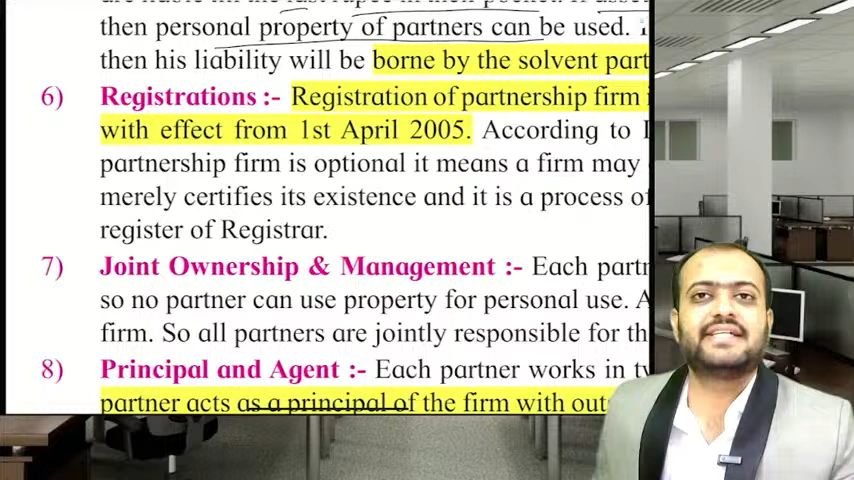 then personal property of partners can be used.
then his liability will be borne by the solvent part
6) Registrations :- Registration of partnership firm i
with effect from 1st April 2005. According to I
partnership firm is optional it means a firm may
merely certifies its existence and it is a process of
register of Registrar.
7) Joint Ownership & Management :- Each partn
so no partner can use property for personal use. A
firm. So all partners are jointly responsible for th
8) Principal and Agent :- Each partner works in tw
partner acts as a principal of the firm with outs